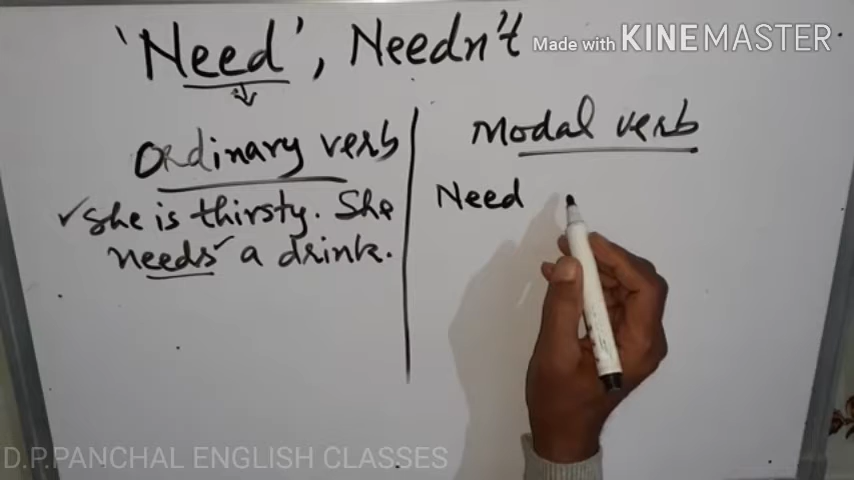 'Need', Needn't
Made with KINEMASTER
Ordinary verb
✓ She is thirsty. She
needs✓ a drink.
Modal verb
Need
D.P.PANCHAL ENGLISH CLASSES